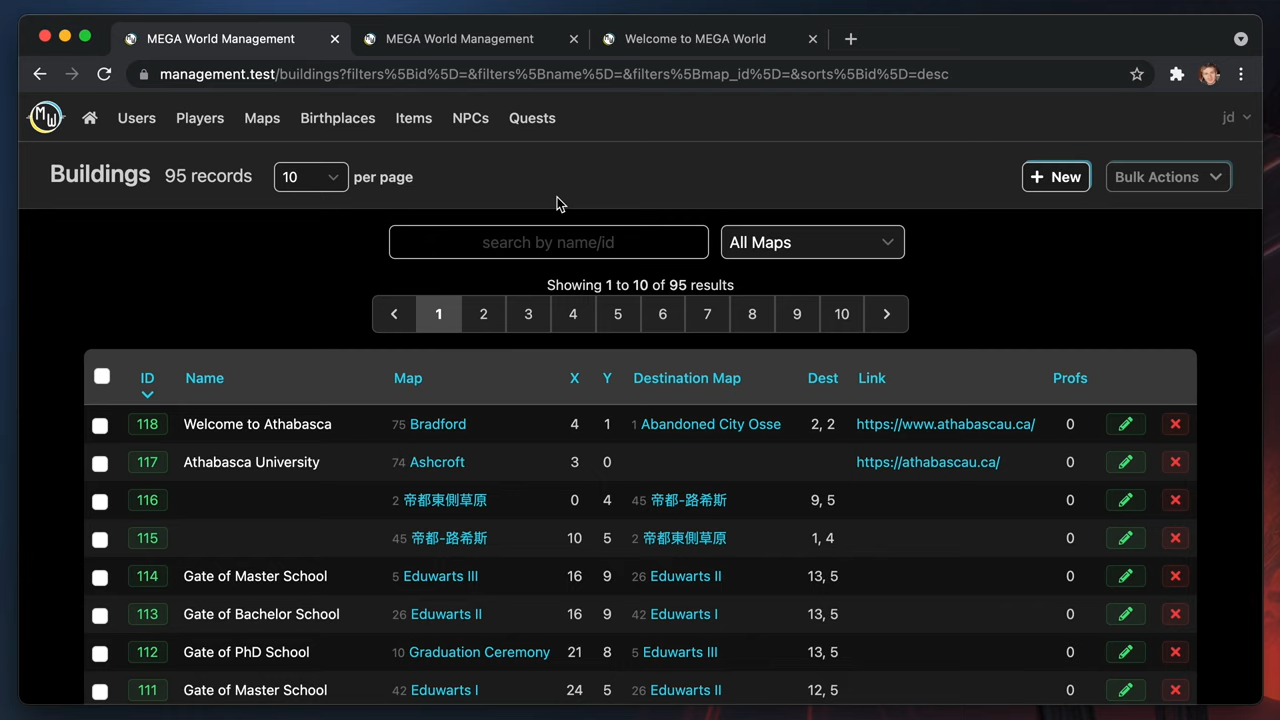 MEGA World Management MEGA World Management Welcome to MEGA World
management.test/buildings?filters%5Bid%5D=&filters%5Bname%5D=&filters%5Bmap_id%5D=&sorts%5Bid%5D=desc
MW Users Players Maps Birthplaces Items NPCs Quests jd
Buildings 95 records 10 per page + New Bulk Actions
search by name/id All Maps
Showing 1 to 10 of 95 results
1 2 3 4 5 6 7 8 9 10
ID Name Map X Y Destination Map Dest Link Profs
118 Welcome to Athabasca 75 Bradford 4 1 1 Abandoned City Osse 2, 2 https://www.athabascau.ca/ 0
117 Athabasca University 74 Ashcroft 3 0 https://athabascau.ca/ 0
116 2 帝都東側草原 0 4 45 帝都-路希斯 9, 5 0
115 45 帝都-路希斯 10 5 2 帝都東側草原 1, 4 0
114 Gate of Master School 5 Eduwarts III 16 9 26 Eduwarts II 13, 5 0
113 Gate of Bachelor School 26 Eduwarts II 16 9 42 Eduwarts I 13, 5 0
112 Gate of PhD School 10 Graduation Ceremony 21 8 5 Eduwarts III 13, 5 0
111 Gate of Master School 42 Eduwarts I 24 5 26 Eduwarts II 12, 5 0